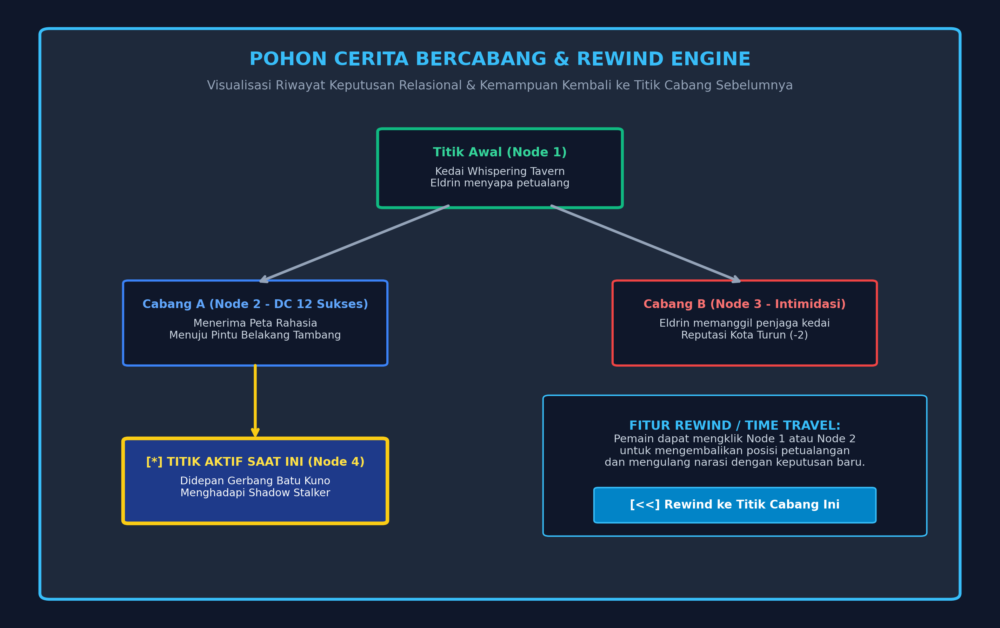 POHON CERITA BERCABANG & REWIND ENGINE
Visualisasi Riwayat Keputusan Relasional & Kemampuan Kembali ke Titik Cabang Sebelumnya
Titik Awal (Node 1)
Kedai Whispering Tavern
Eldrin menyapa petualang
Cabang A (Node 2 - DC 12 Sukses)
Menerima Peta Rahasia
Menuju Pintu Belakang Tambang
Cabang B (Node 3 - Intimidasi)
Eldrin memanggil penjaga kedai
Reputasi Kota Turun (-2)
[*] TITIK AKTIF SAAT INI (Node 4)
Didepan Gerbang Batu Kuno
Menghadapi Shadow Stalker
FITUR REWIND / TIME TRAVEL:
Pemain dapat mengklik Node 1 atau Node 2
untuk mengembalikan posisi petualangan
dan mengulang narasi dengan keputusan baru.
[<<] Rewind ke Titik Cabang Ini